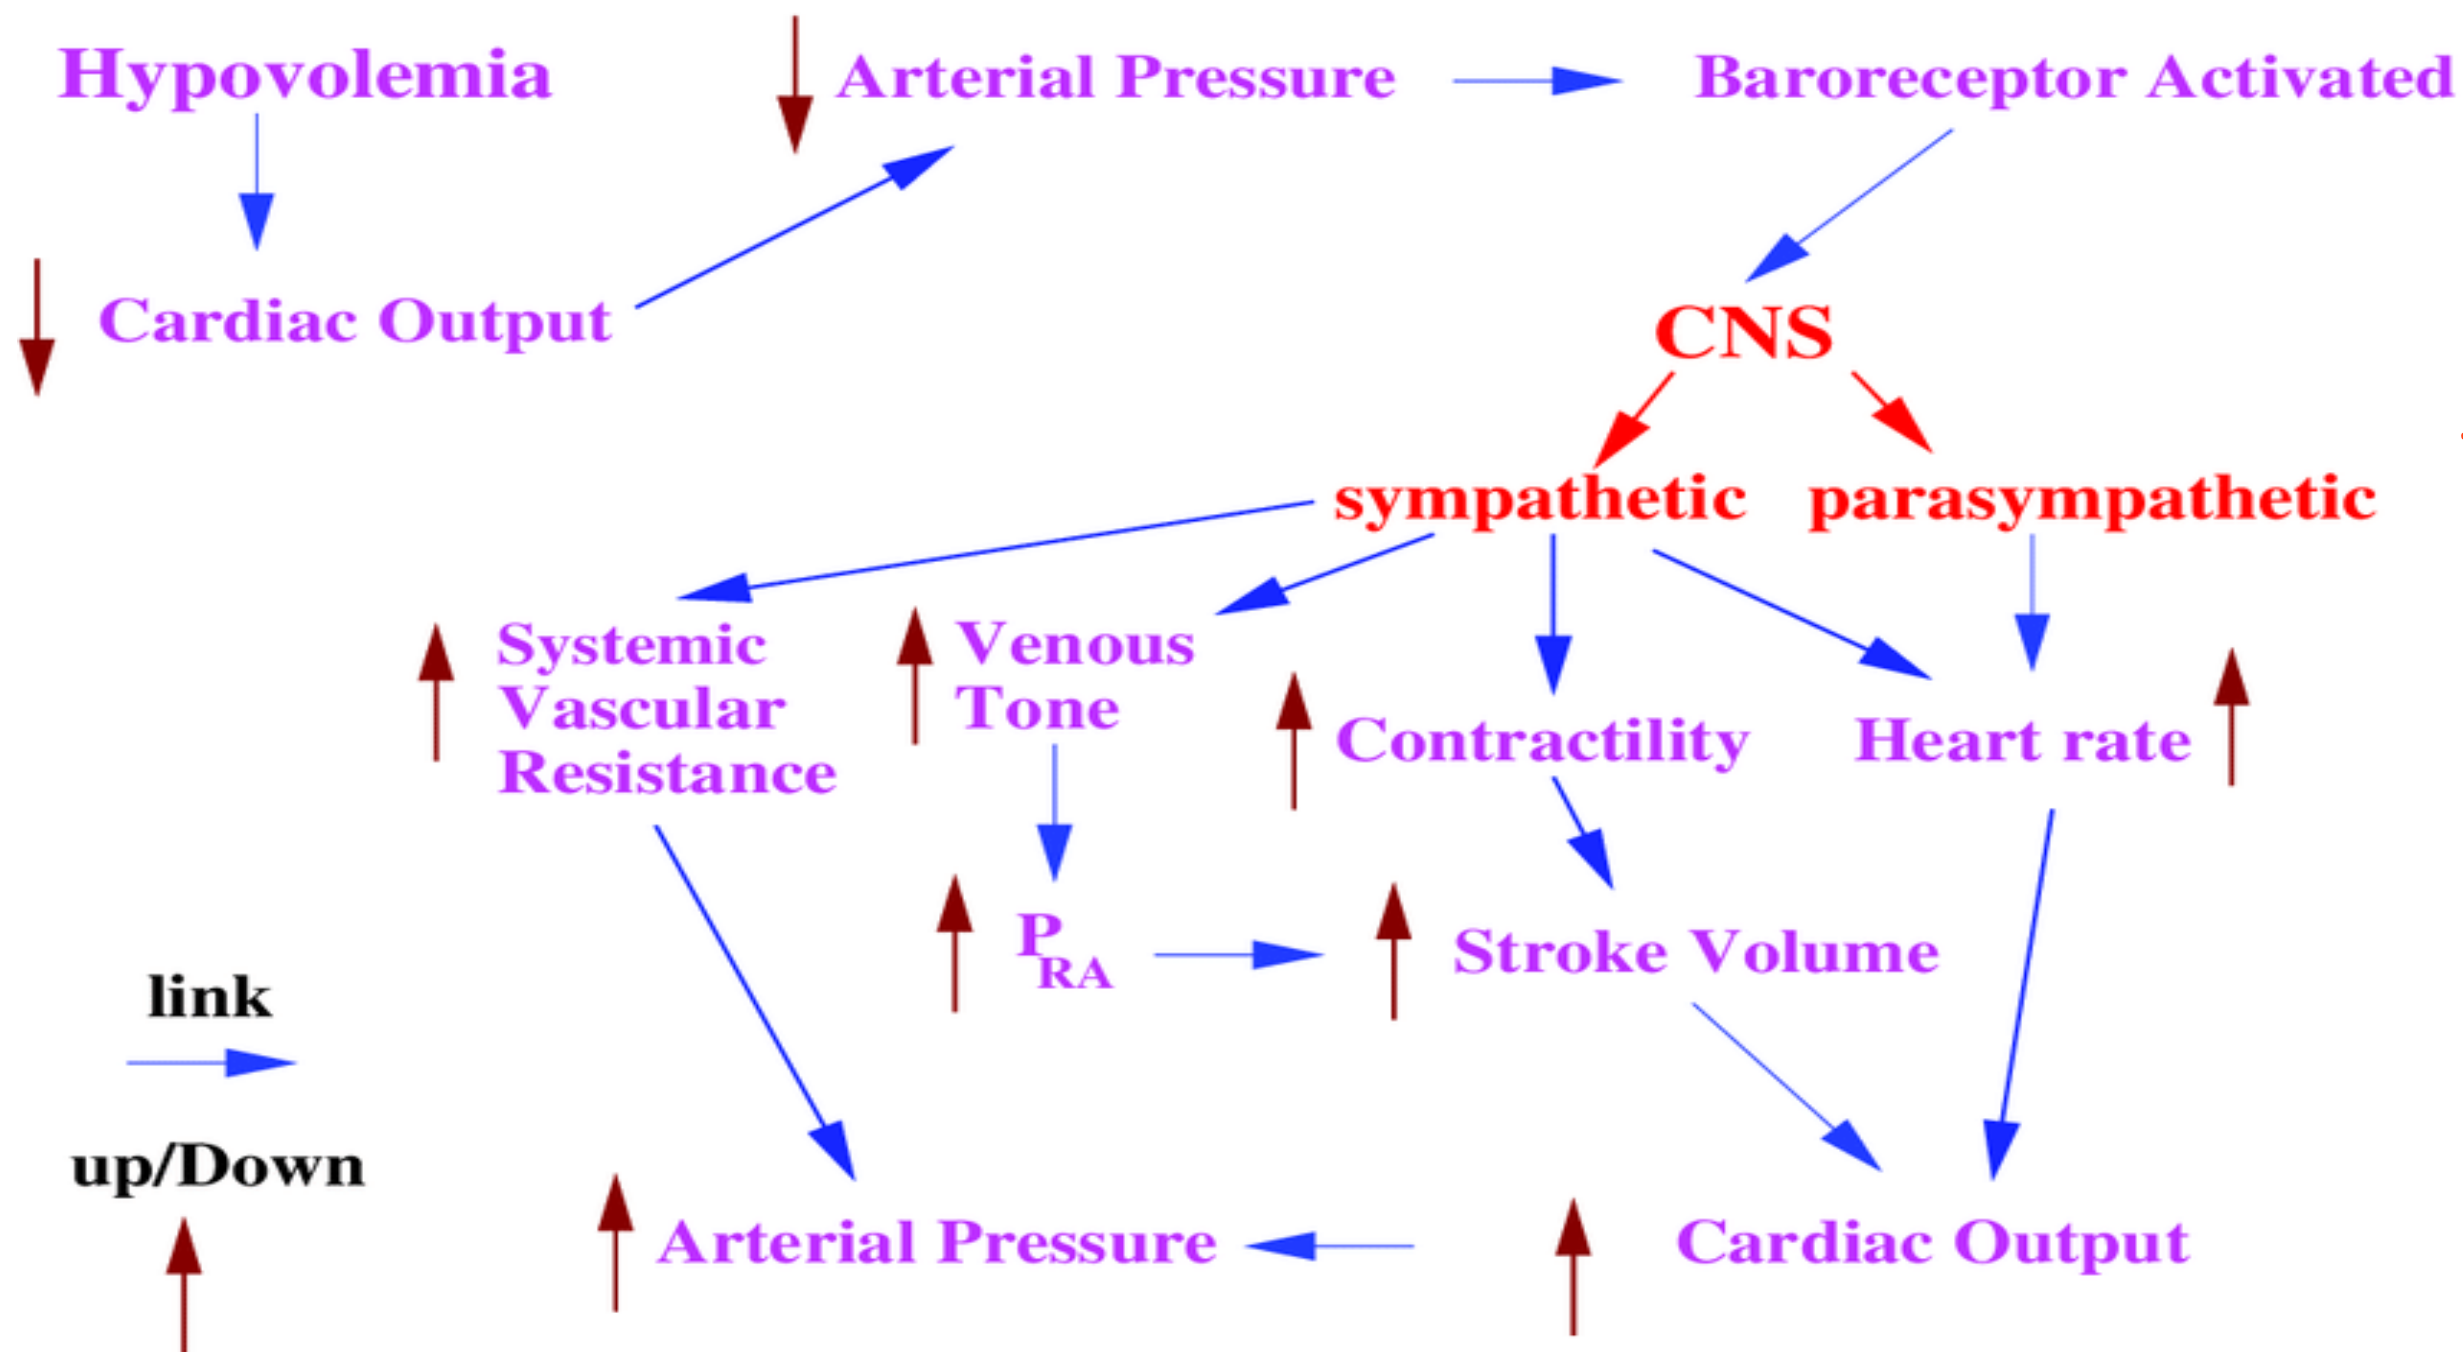 Hypovolemia
Arterial Pressure
Baroreceptor Activated
Cardiac Output
CNS
sympathetic
parasympathetic
Systemic
Vascular
Resistance
Venous
Tone
Contractility
Heart rate
PRA
Stroke Volume
link
up/Down
Arterial Pressure
Cardiac Output